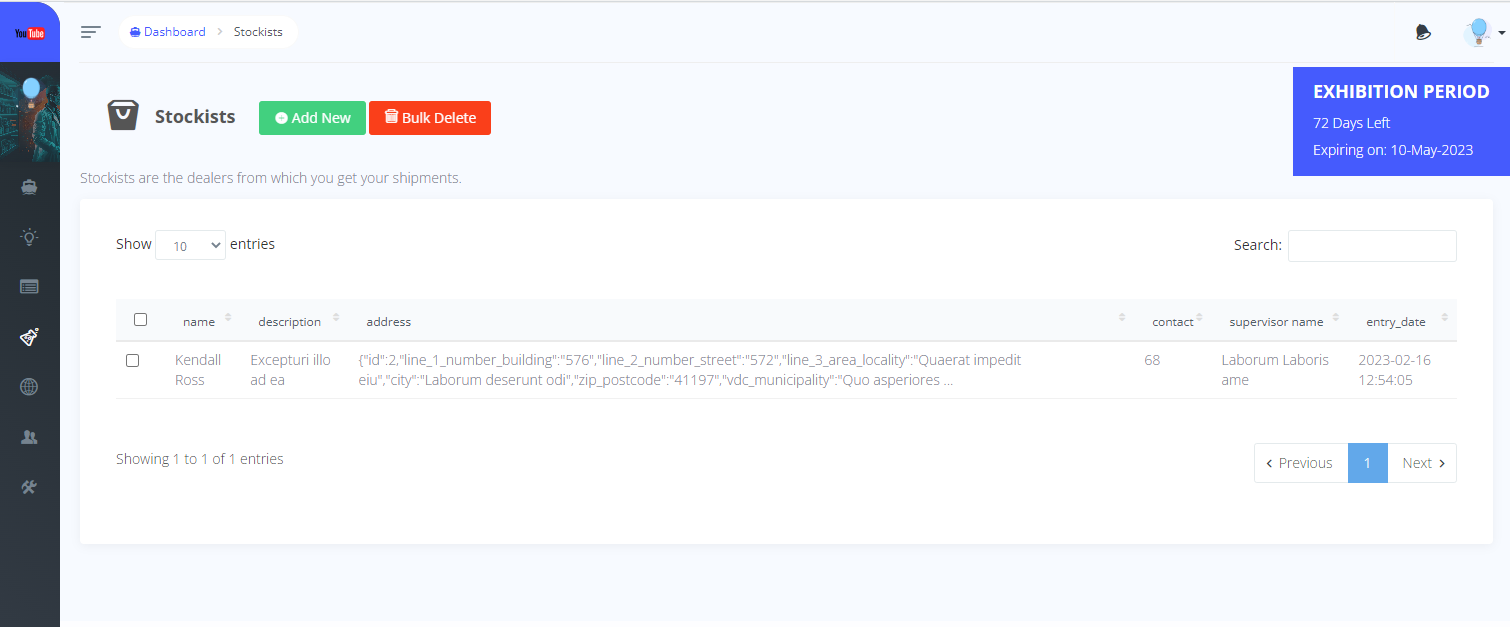 YouTube
Dashboard > Stockists
Stockists
Add New
Bulk Delete
EXHIBITION PERIOD
72 Days Left
Expiring on: 10-May-2023
Stockists are the dealers from which you get your shipments.
Show 10 entries
Search:
name description address contact supervisor name entry_date
Kendall Ross
Excepturi illo ad ea
{"id":2,"line_1_number_building":"576","line_2_number_street":"572","line_3_area_locality":"Quaerat impedit
eiu","city":"Laborum deserunt odi","zip_postcode":"41197","vdc_municipality":"Quo asperiores ...
68
Laborum Laboris ame
2023-02-16 12:54:05
Showing 1 to 1 of 1 entries
‹ Previous 1 Next ›